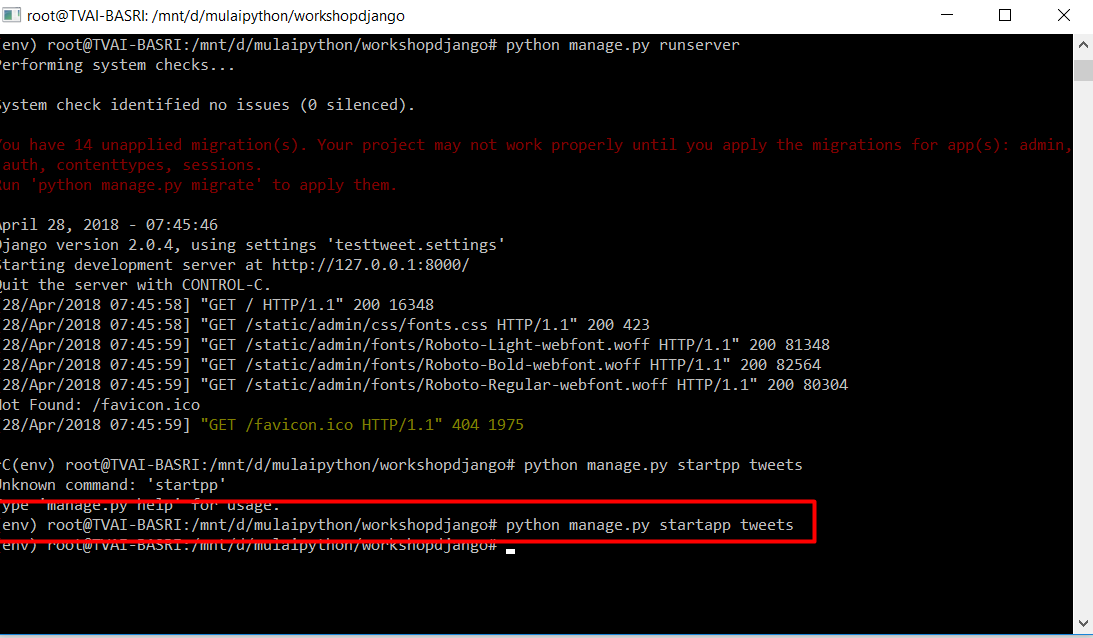 root@TVAI-BASRI: /mnt/d/mulaipython/workshopdjango
env) root@TVAI-BASRI:/mnt/d/mulaipython/workshopdjango# python manage.py runserver
erforming system checks...
ystem check identified no issues (0 silenced).
ou have 14 unapplied migration(s). Your project may not work properly until you apply the migrations for app(s): admin,
auth, contenttypes, sessions.
un 'python manage.py migrate' to apply them.
pril 28, 2018 - 07:45:46
jango version 2.0.4, using settings 'testtweet.settings'
tarting development server at http://127.0.0.1:8000/
uit the server with CONTROL-C.
28/Apr/2018 07:45:58] "GET / HTTP/1.1" 200 16348
28/Apr/2018 07:45:58] "GET /static/admin/css/fonts.css HTTP/1.1" 200 423
28/Apr/2018 07:45:59] "GET /static/admin/fonts/Roboto-Light-webfont.woff HTTP/1.1" 200 81348
28/Apr/2018 07:45:59] "GET /static/admin/fonts/Roboto-Bold-webfont.woff HTTP/1.1" 200 82564
28/Apr/2018 07:45:59] "GET /static/admin/fonts/Roboto-Regular-webfont.woff HTTP/1.1" 200 80304
ot Found: /favicon.ico
28/Apr/2018 07:45:59] "GET /favicon.ico HTTP/1.1" 404 1975
^C(env) root@TVAI-BASRI:/mnt/d/mulaipython/workshopdjango# python manage.py startpp tweets
nknown command: 'startpp'
ype 'manage.py help' for usage.
env) root@TVAI-BASRI:/mnt/d/mulaipython/workshopdjango# python manage.py startapp tweets
env) root@TVAI-BASRI:/mnt/d/mulaipython/workshopdjango#